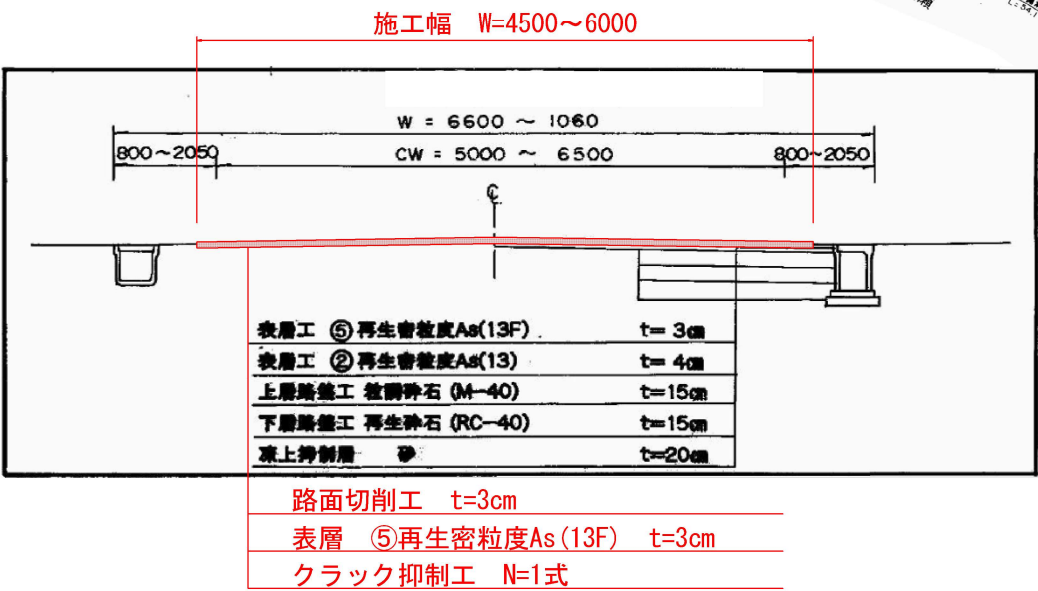 施工幅 W=4500～6000
W = 6600 ～ 1060
800～2050 CW = 5000 ～ 6500 800～2050
℄
表層工 ⑤再生密粒度As(13F) t= 3cm
表層工 ②再生密粒度As(13) t= 4cm
上層路盤工 粒調砕石 (M-40) t=15cm
下層路盤工 再生砕石 (RC-40) t=15cm
凍上抑制層 砂 t=20cm
路面切削工 t=3cm
表層 ⑤再生密粒度As(13F) t=3cm
クラック抑制工 N=1式